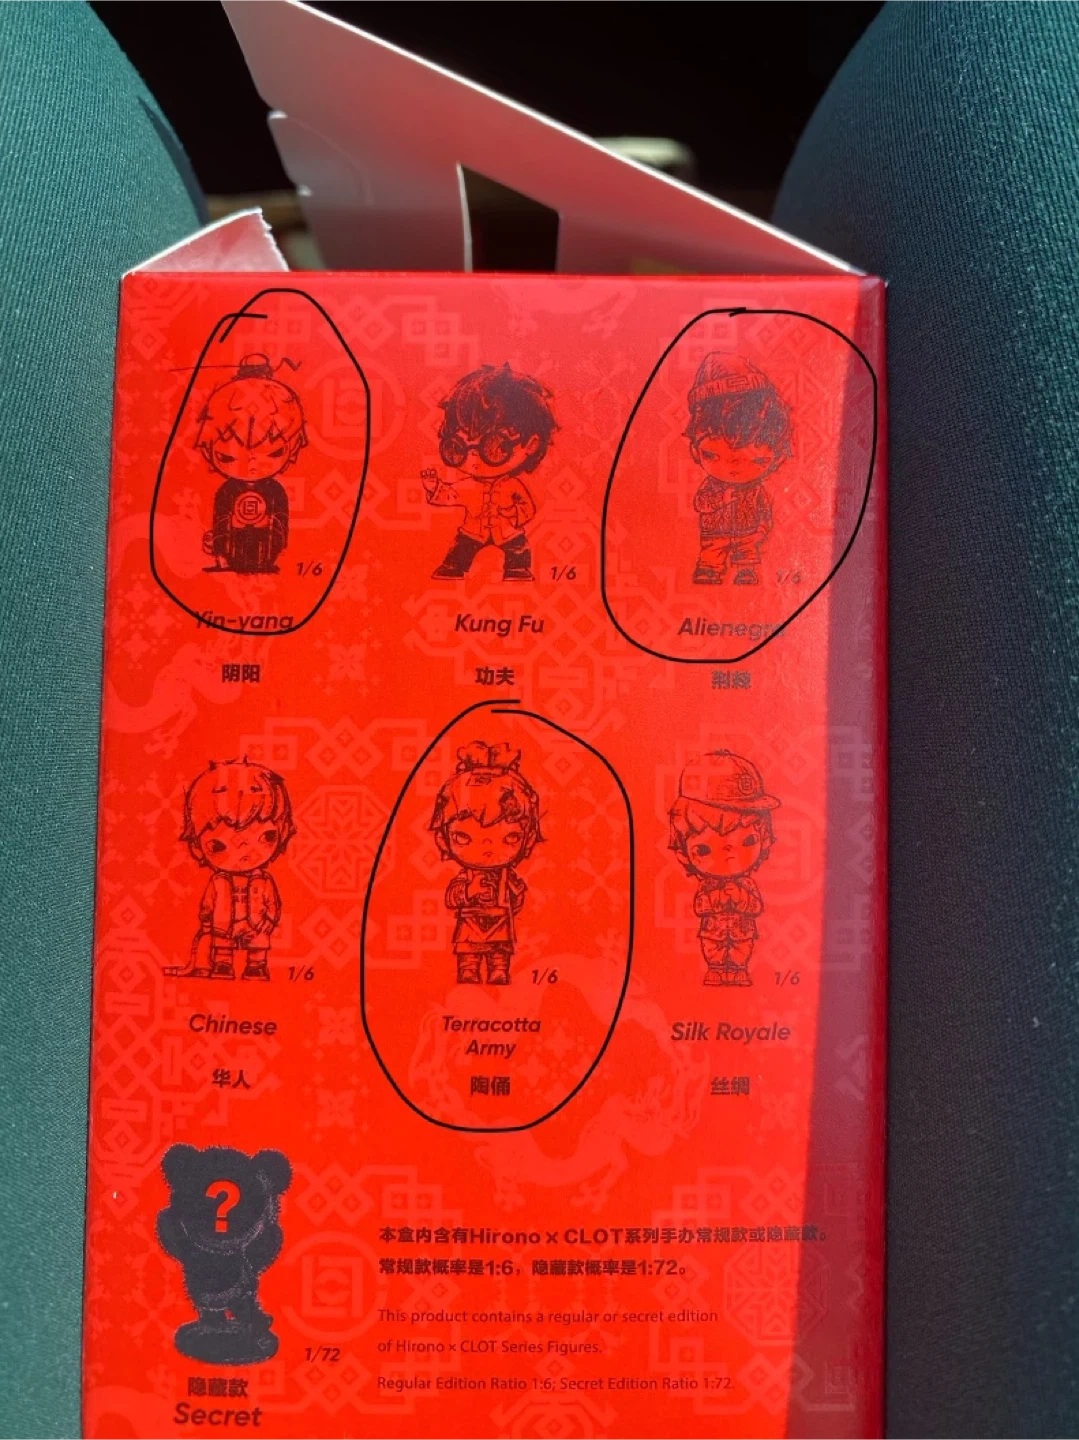 1/6
Yin-yang
阴阳
1/6
Kung Fu
功夫
1/6
Alienegra
荆棘
1/6
Chinese
华人
1/6
Terracotta
Army
陶俑
1/6
Silk Royale
丝绸
?
1/72
隐藏款
Secret
本盒内含有Hirono × CLOT系列手办常规款或隐藏款。
常规款概率是1:6，隐藏款概率是1:72。
This product contains a regular or secret edition
of Hirono × CLOT Series Figures.
Regular Edition Ratio 1:6; Secret Edition Ratio 1:72.